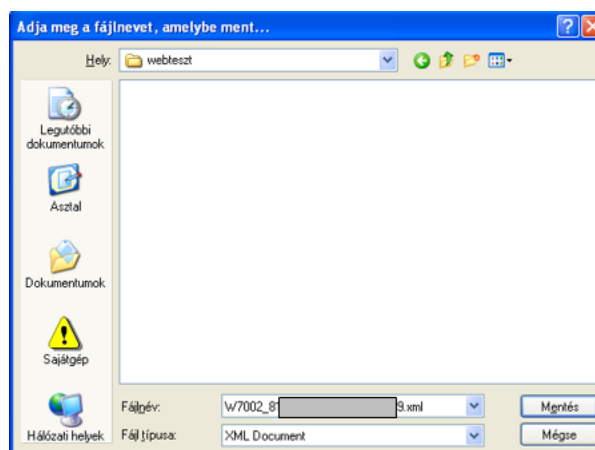 Adja meg a fájlnevet, amelybe ment...
Hely:
webteszt
Legutóbbi
dokumentumok
Asztal
Dokumentumok
Sajátgép
Hálózati helyek
Fájlnév:
W7002_81 9.xml
Mentés
Fájl típusa:
XML Document
Mégse